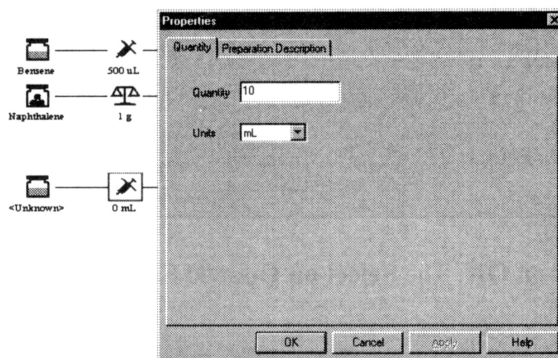 Properties
Quantity Preparation Description
Benzene 500 uL
Quantity 10
Naphthalene 1 g
Units mL
<Unknown> 0 mL
OK Cancel Apply Help